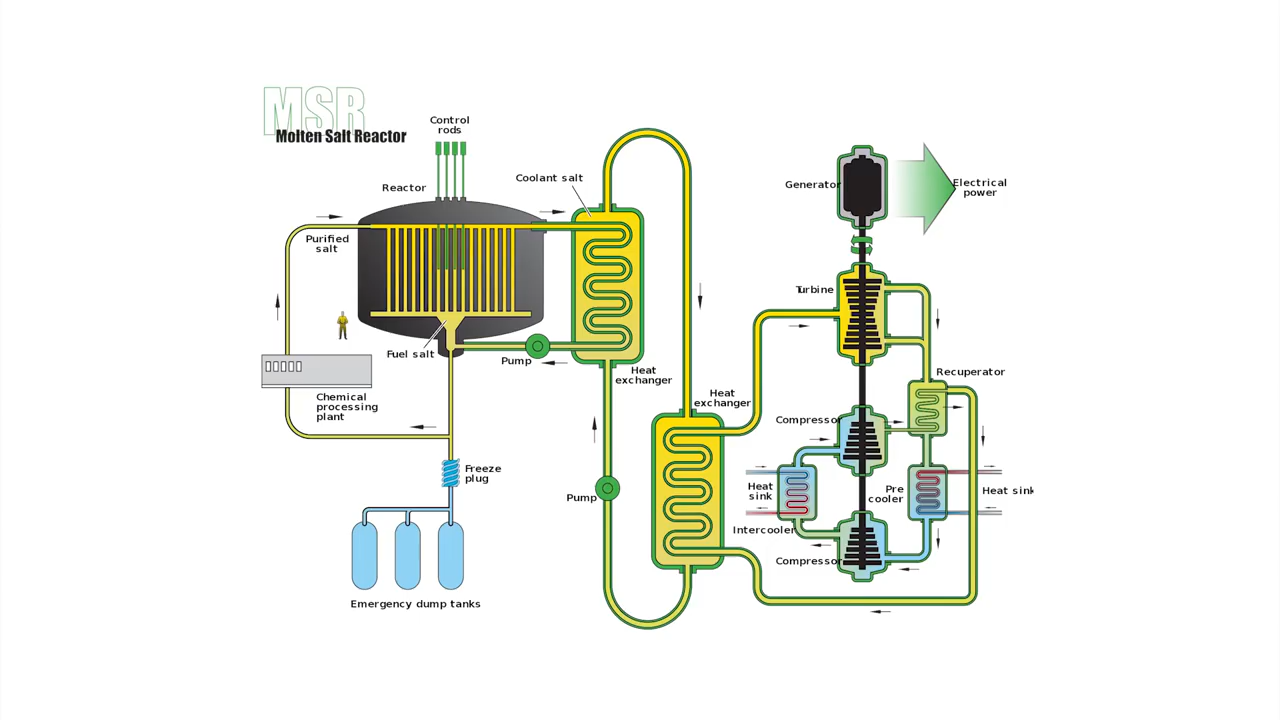 MSR
Molten Salt Reactor
Control
rods
Reactor
Coolant salt
Purified
salt
Fuel salt
Pump
Heat
exchanger
Chemical
processing
plant
Freeze
plug
Emergency dump tanks
Pump
Heat
exchanger
Generator
Electrical
power
Turbine
Recuperator
Compressor
Heat
sink
Pre
cooler
Heat sink
Intercooler
Compressor